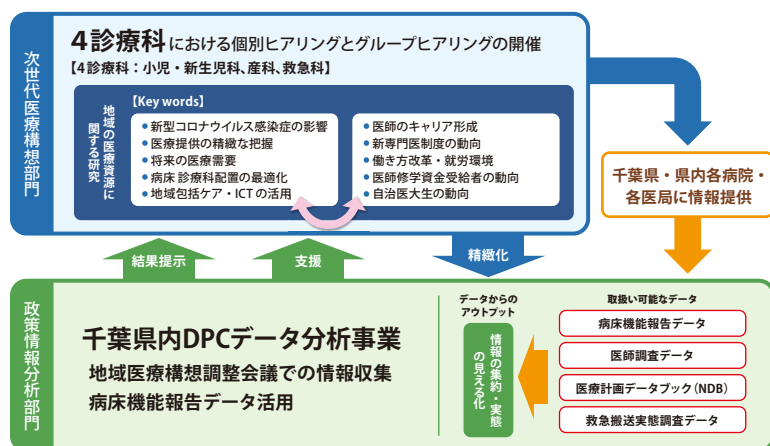 次世代医療構想部門
4診療科における個別ヒアリングとグループヒアリングの開催
【4診療科：小児・新生児科、産科、救急科】
地域の医療資源に
関する研究
【Key words】
● 新型コロナウイルス感染症の影響
● 医療提供の精緻な把握
● 将来の医療需要
● 病床 診療科配置の最適化
● 地域包括ケア・ICT の活用
● 医師のキャリア形成
● 新専門医制度の動向
● 働き方改革・就労環境
● 医師修学資金受給者の動向
● 自治医大生の動向
千葉県・県内各病院・
各医局に情報提供
結果提示
支援
精緻化
政策情報分析部門
千葉県内DPCデータ分析事業
地域医療構想調整会議での情報収集
病床機能報告データ活用
データからの
アウトプット
情報の集約・実態
の見える化
取扱い可能なデータ
病床機能報告データ
医師調査データ
医療計画データブック（NDB）
救急搬送実態調査データ